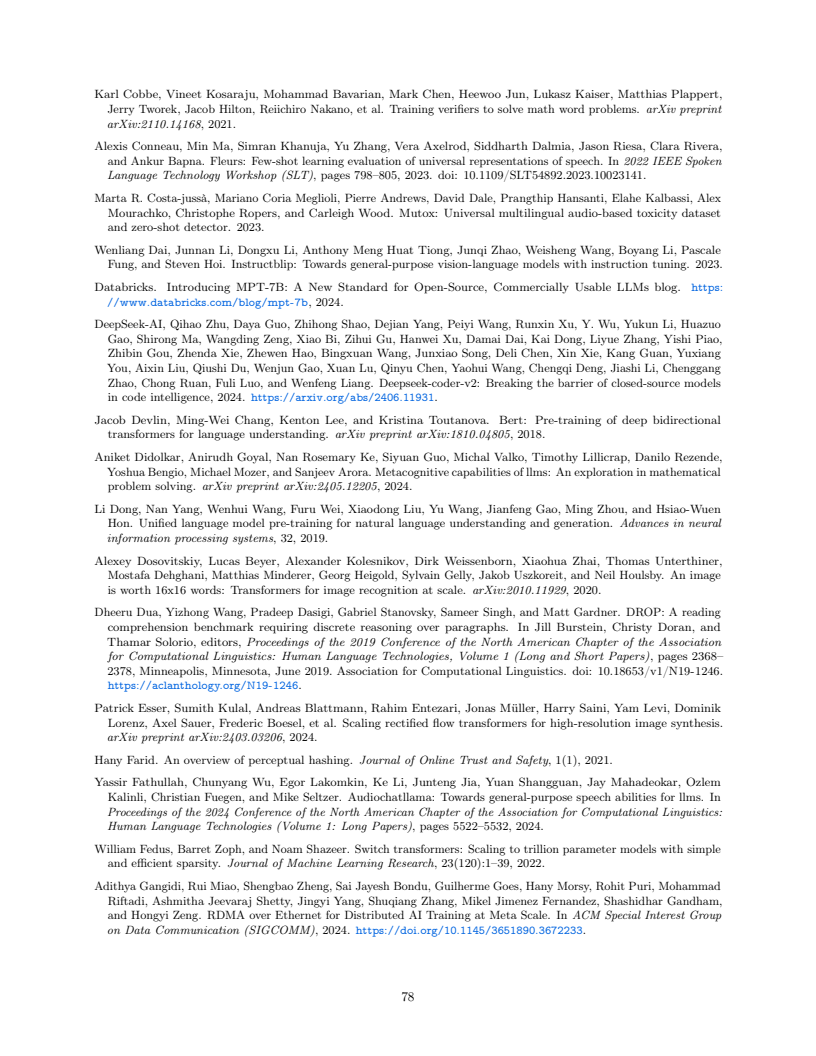 Karl Cobbe, Vineet Kosaraju, Mohammad Bavarian, Mark Chen, Heewoo Jun, Lukasz Kaiser, Matthias Plappert,
Jerry Tworek, Jacob Hilton, Reiichiro Nakano, et al. Training verifiers to solve math word problems. arXiv preprint
arXiv:2110.14168, 2021.
Alexis Conneau, Min Ma, Simran Khanuja, Yu Zhang, Vera Axelrod, Siddharth Dalmia, Jason Riesa, Clara Rivera,
and Ankur Bapna. Fleurs: Few-shot learning evaluation of universal representations of speech. In 2022 IEEE Spoken
Language Technology Workshop (SLT), pages 798–805, 2023. doi: 10.1109/SLT54892.2023.10023141.
Marta R. Costa-jussà, Mariano Coria Meglioli, Pierre Andrews, David Dale, Prangthip Hansanti, Elahe Kalbassi, Alex
Mourachko, Christophe Ropers, and Carleigh Wood. Mutox: Universal multilingual audio-based toxicity dataset
and zero-shot detector. 2023.
Wenliang Dai, Junnan Li, Dongxu Li, Anthony Meng Huat Tiong, Junqi Zhao, Weisheng Wang, Boyang Li, Pascale
Fung, and Steven Hoi. Instructblip: Towards general-purpose vision-language models with instruction tuning. 2023.
Databricks. Introducing MPT-7B: A New Standard for Open-Source, Commercially Usable LLMs blog. https:
//www.databricks.com/blog/mpt-7b, 2024.
DeepSeek-AI, Qihao Zhu, Daya Guo, Zhihong Shao, Dejian Yang, Peiyi Wang, Runxin Xu, Y. Wu, Yukun Li, Huazuo
Gao, Shirong Ma, Wangding Zeng, Xiao Bi, Zihui Gu, Hanwei Xu, Damai Dai, Kai Dong, Liyue Zhang, Yishi Piao,
Zhibin Gou, Zhenda Xie, Zhewen Hao, Bingxuan Wang, Junxiao Song, Deli Chen, Xin Xie, Kang Guan, Yuxiang
You, Aixin Liu, Qiushi Du, Wenjun Gao, Xuan Lu, Qinyu Chen, Yaohui Wang, Chengqi Deng, Jiashi Li, Chenggang
Zhao, Chong Ruan, Fuli Luo, and Wenfeng Liang. Deepseek-coder-v2: Breaking the barrier of closed-source models
in code intelligence, 2024. https://arxiv.org/abs/2406.11931.
Jacob Devlin, Ming-Wei Chang, Kenton Lee, and Kristina Toutanova. Bert: Pre-training of deep bidirectional
transformers for language understanding. arXiv preprint arXiv:1810.04805, 2018.
Aniket Didolkar, Anirudh Goyal, Nan Rosemary Ke, Siyuan Guo, Michal Valko, Timothy Lillicrap, Danilo Rezende,
Yoshua Bengio, Michael Mozer, and Sanjeev Arora. Metacognitive capabilities of llms: An exploration in mathematical
problem solving. arXiv preprint arXiv:2405.12205, 2024.
Li Dong, Nan Yang, Wenhui Wang, Furu Wei, Xiaodong Liu, Yu Wang, Jianfeng Gao, Ming Zhou, and Hsiao-Wuen
Hon. Unified language model pre-training for natural language understanding and generation. Advances in neural
information processing systems, 32, 2019.
Alexey Dosovitskiy, Lucas Beyer, Alexander Kolesnikov, Dirk Weissenborn, Xiaohua Zhai, Thomas Unterthiner,
Mostafa Dehghani, Matthias Minderer, Georg Heigold, Sylvain Gelly, Jakob Uszkoreit, and Neil Houlsby. An image
is worth 16x16 words: Transformers for image recognition at scale. arXiv:2010.11929, 2020.
Dheeru Dua, Yizhong Wang, Pradeep Dasigi, Gabriel Stanovsky, Sameer Singh, and Matt Gardner. DROP: A reading
comprehension benchmark requiring discrete reasoning over paragraphs. In Jill Burstein, Christy Doran, and
Thamar Solorio, editors, Proceedings of the 2019 Conference of the North American Chapter of the Association
for Computational Linguistics: Human Language Technologies, Volume 1 (Long and Short Papers), pages 2368–
2378, Minneapolis, Minnesota, June 2019. Association for Computational Linguistics. doi: 10.18653/v1/N19-1246.
https://aclanthology.org/N19-1246.
Patrick Esser, Sumith Kulal, Andreas Blattmann, Rahim Entezari, Jonas Müller, Harry Saini, Yam Levi, Dominik
Lorenz, Axel Sauer, Frederic Boesel, et al. Scaling rectified flow transformers for high-resolution image synthesis.
arXiv preprint arXiv:2403.03206, 2024.
Hany Farid. An overview of perceptual hashing. Journal of Online Trust and Safety, 1(1), 2021.
Yassir Fathullah, Chunyang Wu, Egor Lakomkin, Ke Li, Junteng Jia, Yuan Shangguan, Jay Mahadeokar, Ozlem
Kalinli, Christian Fuegen, and Mike Seltzer. Audiochatllama: Towards general-purpose speech abilities for llms. In
Proceedings of the 2024 Conference of the North American Chapter of the Association for Computational Linguistics:
Human Language Technologies (Volume 1: Long Papers), pages 5522–5532, 2024.
William Fedus, Barret Zoph, and Noam Shazeer. Switch transformers: Scaling to trillion parameter models with simple
and efficient sparsity. Journal of Machine Learning Research, 23(120):1–39, 2022.
Adithya Gangidi, Rui Miao, Shengbao Zheng, Sai Jayesh Bondu, Guilherme Goes, Hany Morsy, Rohit Puri, Mohammad
Riftadi, Ashmitha Jeevaraj Shetty, Jingyi Yang, Shuqiang Zhang, Mikel Jimenez Fernandez, Shashidhar Gandham,
and Hongyi Zeng. RDMA over Ethernet for Distributed AI Training at Meta Scale. In ACM Special Interest Group
on Data Communication (SIGCOMM), 2024. https://doi.org/10.1145/3651890.3672233.
78